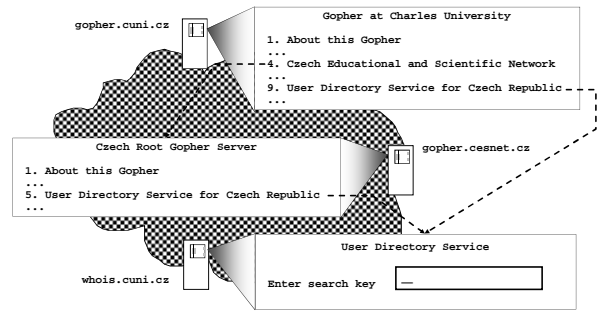 gopher.cuni.cz
Gopher at Charles University
1. About this Gopher
...
4. Czech Educational and Scientific Network
...
9. User Directory Service for Czech Republic
...
Czech Root Gopher Server
1. About this Gopher
...
5. User Directory Service for Czech Republic
...
gopher.cesnet.cz
whois.cuni.cz
User Directory Service
Enter search key __